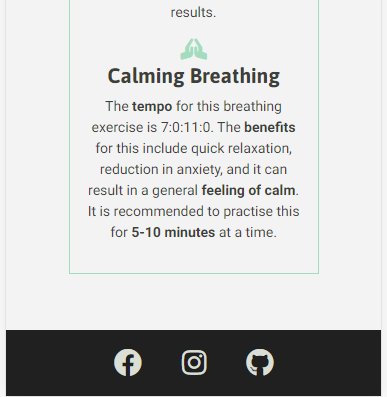 results.
Calming Breathing
The tempo for this breathing
exercise is 7:0:11:0. The benefits
for this include quick relaxation,
reduction in anxiety, and it can
result in a general feeling of calm.
It is recommended to practise this
for 5-10 minutes at a time.